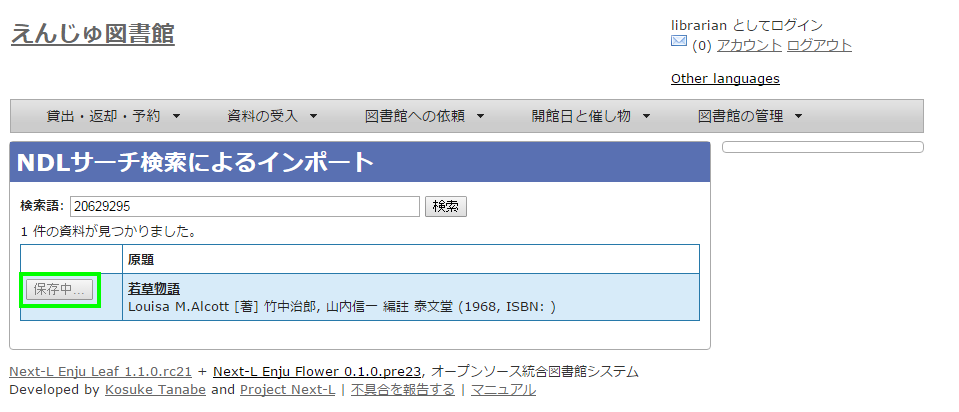 えんじゅ図書館
librarian としてログイン
(0) アカウント ログアウト
Other languages
貸出・返却・予約 ▼ 資料の受入 ▼ 図書館への依頼 ▼ 開館日と催し物 ▼ 図書館の管理 ▼
NDLサーチ検索によるインポート
検索語: 20629295 検索
1 件の資料が見つかりました。
原題
保存中...
若草物語
Louisa M.Alcott [著] 竹中治郎, 山内信一 編註 泰文堂 (1968, ISBN: )
Next-L Enju Leaf 1.1.0.rc21 + Next-L Enju Flower 0.1.0.pre23, オープンソース統合図書館システム
Developed by Kosuke Tanabe and Project Next-L | 不具合を報告する | マニュアル